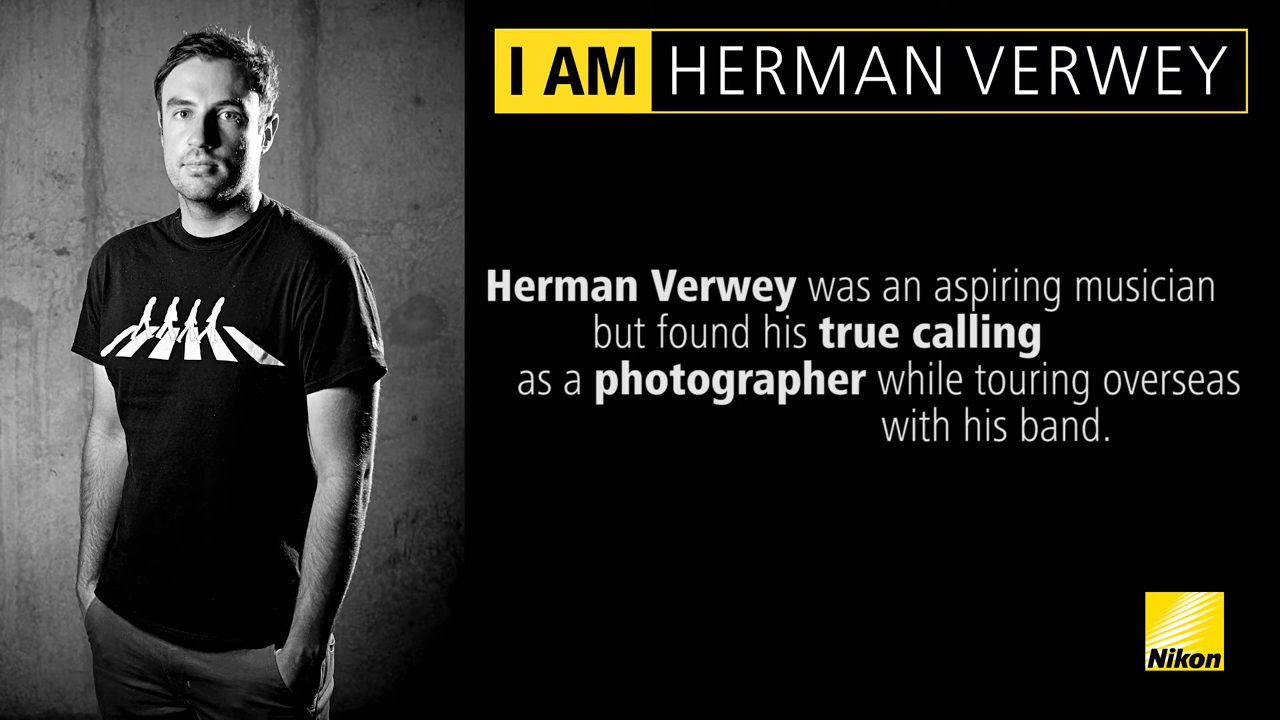 I AM HERMAN VERWEY
Herman Verwey was an aspiring musician
but found his true calling
as a photographer while touring overseas
with his band.
Nikon